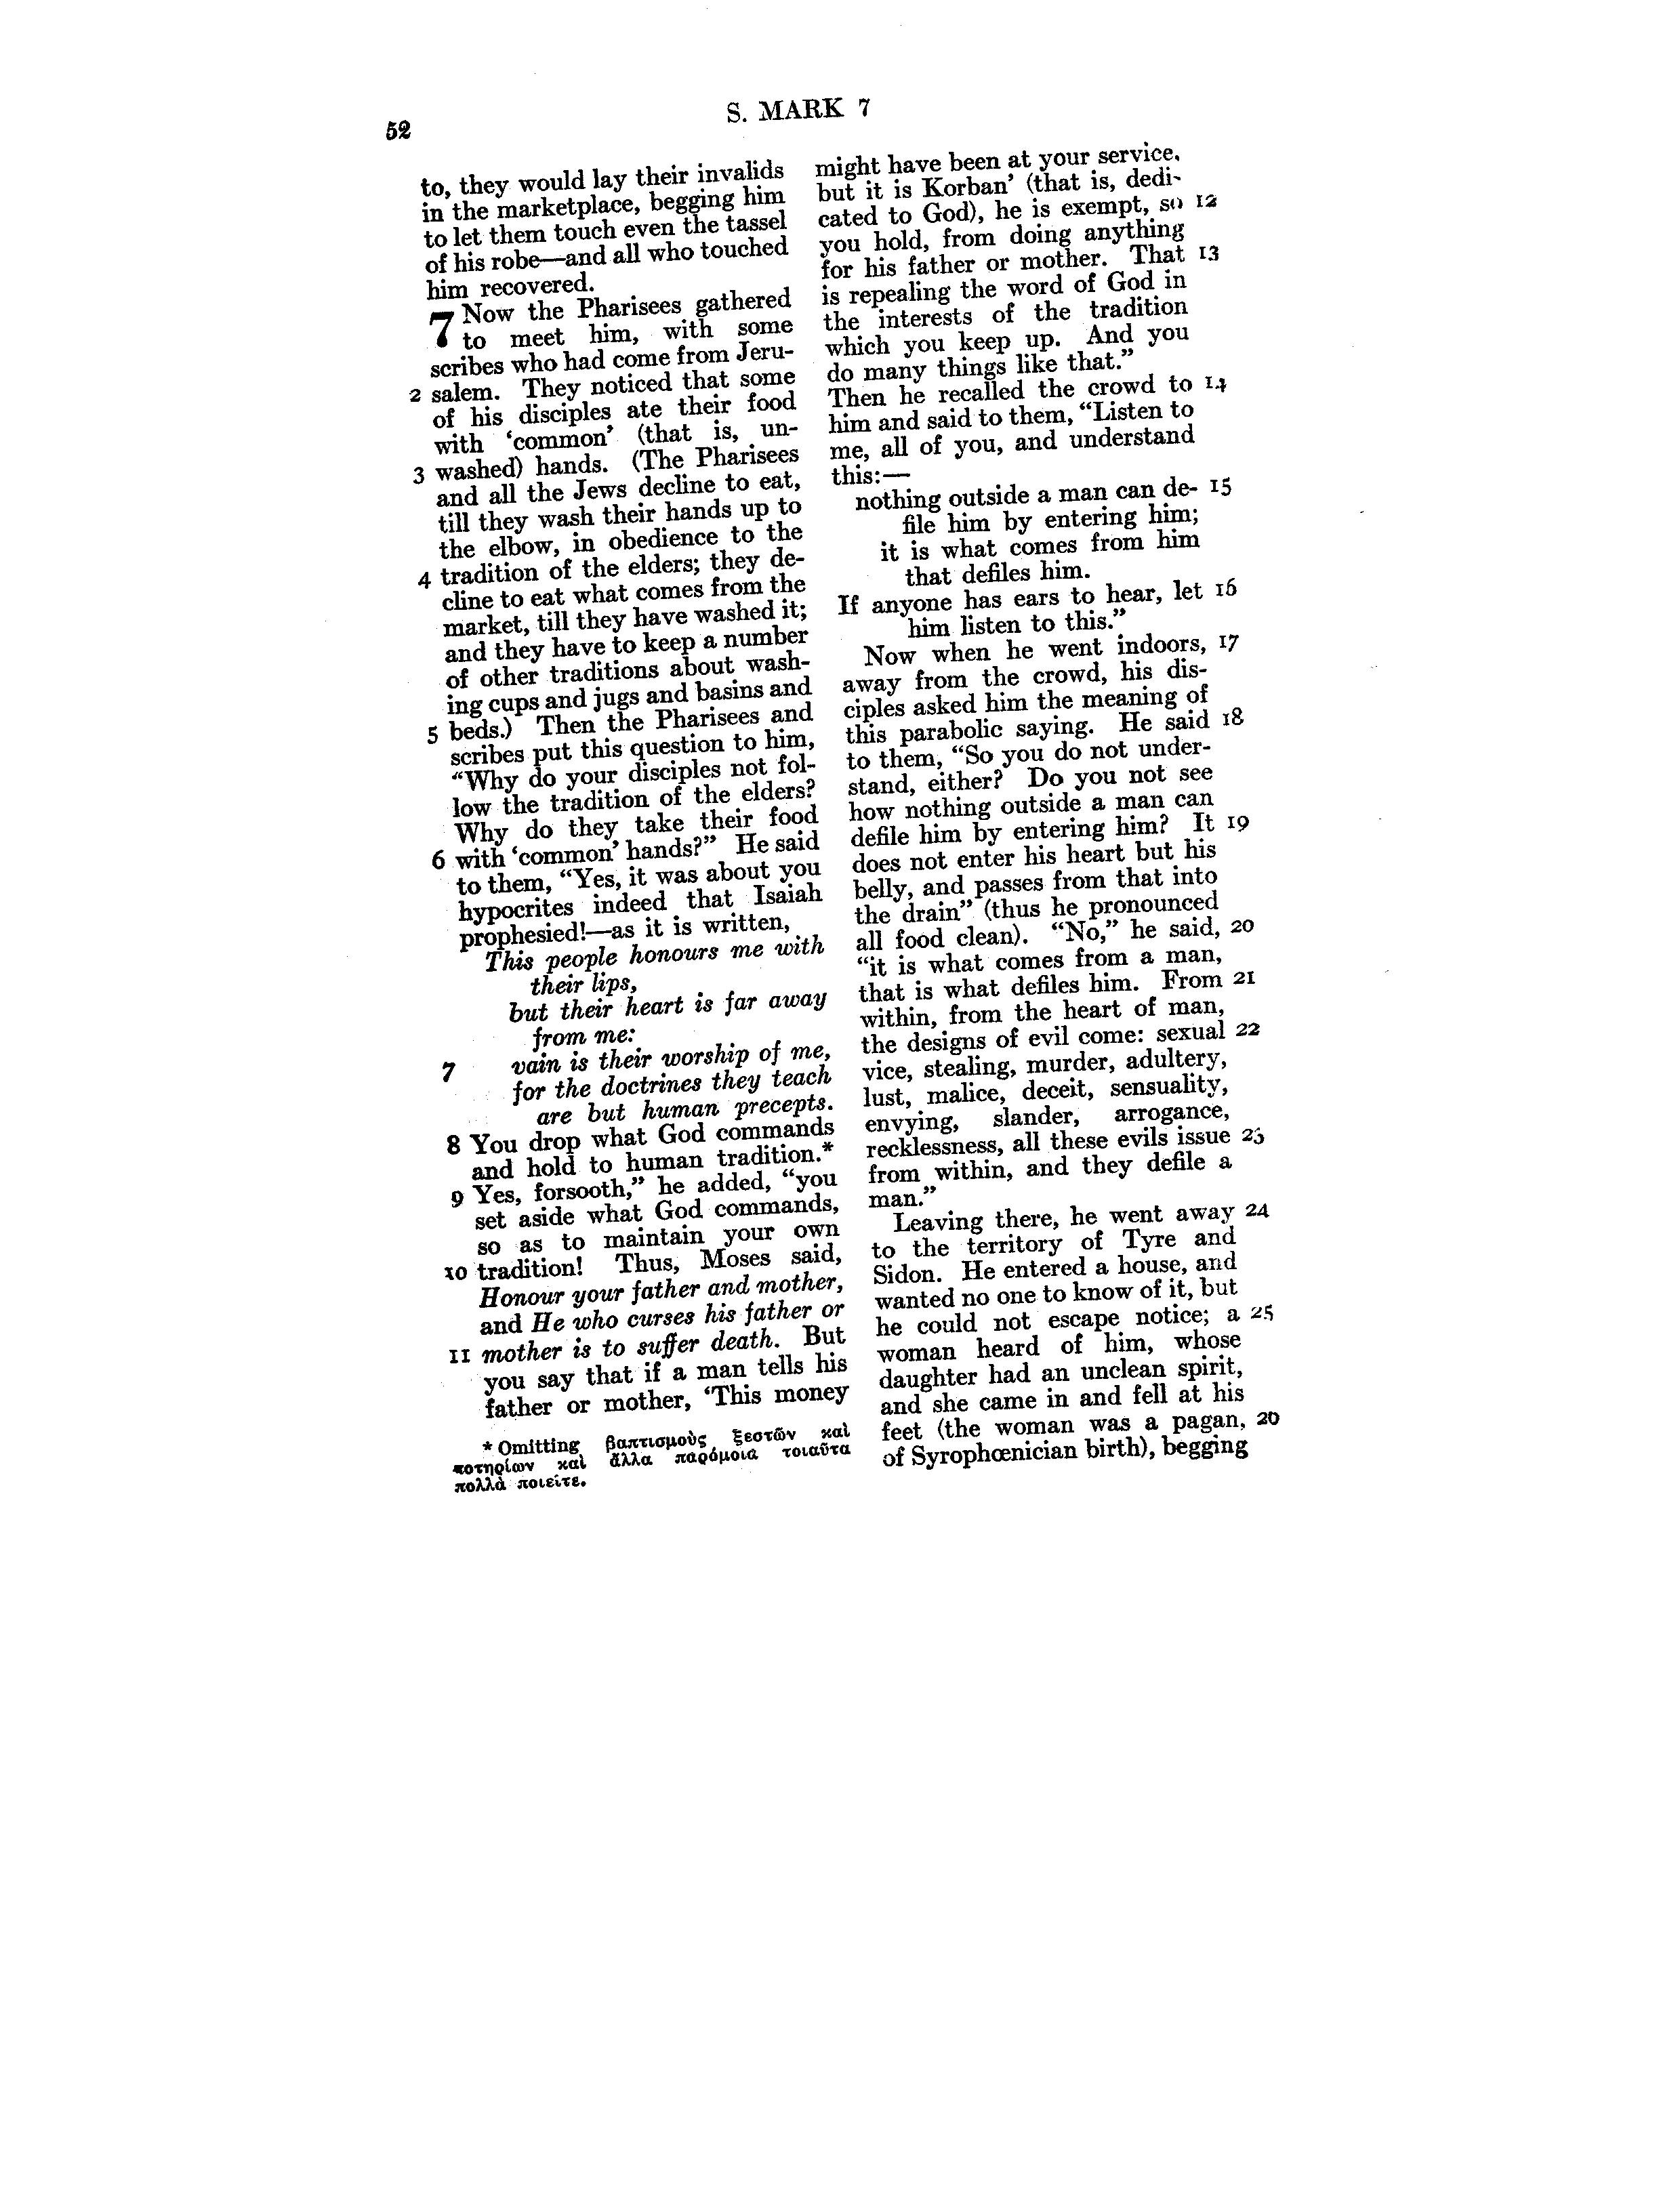 52
S. MARK 7
to, they would lay their invalids
in the marketplace, begging him
to let them touch even the tassel
of his robe—and all who touched
him recovered.
7 Now the Pharisees gathered
to meet him, with some
scribes who had come from Jeru-
2 salem. They noticed that some
of his disciples ate their food
with ‘common’ (that is, un-
3 washed) hands. (The Pharisees
and all the Jews decline to eat,
till they wash their hands up to
the elbow, in obedience to the
4 tradition of the elders; they de-
cline to eat what comes from the
market, till they have washed it;
and they have to keep a number
of other traditions about wash-
ing cups and jugs and basins and
5 beds.) Then the Pharisees and
scribes put this question to him,
“Why do your disciples not fol-
low the tradition of the elders?
Why do they take their food
6 with ‘common’ hands?” He said
to them, “Yes, it was about you
hypocrites indeed that Isaiah
prophesied!—as it is written,
This people honours me with
their lips,
but their heart is far away
from me:
7 vain is their worship of me,
for the doctrines they teach
are but human precepts.
8 You drop what God commands
and hold to human tradition.*
9 Yes, forsooth,” he added, “you
set aside what God commands,
so as to maintain your own
10 tradition! Thus, Moses said,
Honour your father and mother,
and He who curses his father or
11 mother is to suffer death. But
you say that if a man tells his
father or mother, ‘This money
* Omitting βαπτισμοὺς ξεστῶν καὶ
ποτηρίων καὶ ἄλλα παρόμοια τοιαῦτα
πολλὰ ποιεῖτε.
might have been at your service,
but it is Korban’ (that is, dedi-
cated to God), he is exempt, so 12
you hold, from doing anything
for his father or mother. That 13
is repealing the word of God in
the interests of the tradition
which you keep up. And you
do many things like that.”
Then he recalled the crowd to 14
him and said to them, “Listen to
me, all of you, and understand
this:—
nothing outside a man can de- 15
file him by entering him;
it is what comes from him
that defiles him.
If anyone has ears to hear, let 16
him listen to this.”
Now when he went indoors, 17
away from the crowd, his dis-
ciples asked him the meaning of
this parabolic saying. He said 18
to them, “So you do not under-
stand, either? Do you not see
how nothing outside a man can
defile him by entering him? It 19
does not enter his heart but his
belly, and passes from that into
the drain” (thus he pronounced
all food clean). “No,” he said, 20
“it is what comes from a man,
that is what defiles him. From 21
within, from the heart of man,
the designs of evil come: sexual 22
vice, stealing, murder, adultery,
lust, malice, deceit, sensuality,
envying, slander, arrogance,
recklessness, all these evils issue 23
from within, and they defile a
man.”
Leaving there, he went away 24
to the territory of Tyre and
Sidon. He entered a house, and
wanted no one to know of it, but
he could not escape notice; a 25
woman heard of him, whose
daughter had an unclean spirit,
and she came in and fell at his
feet (the woman was a pagan, 20
of Syrophœnician birth), begging